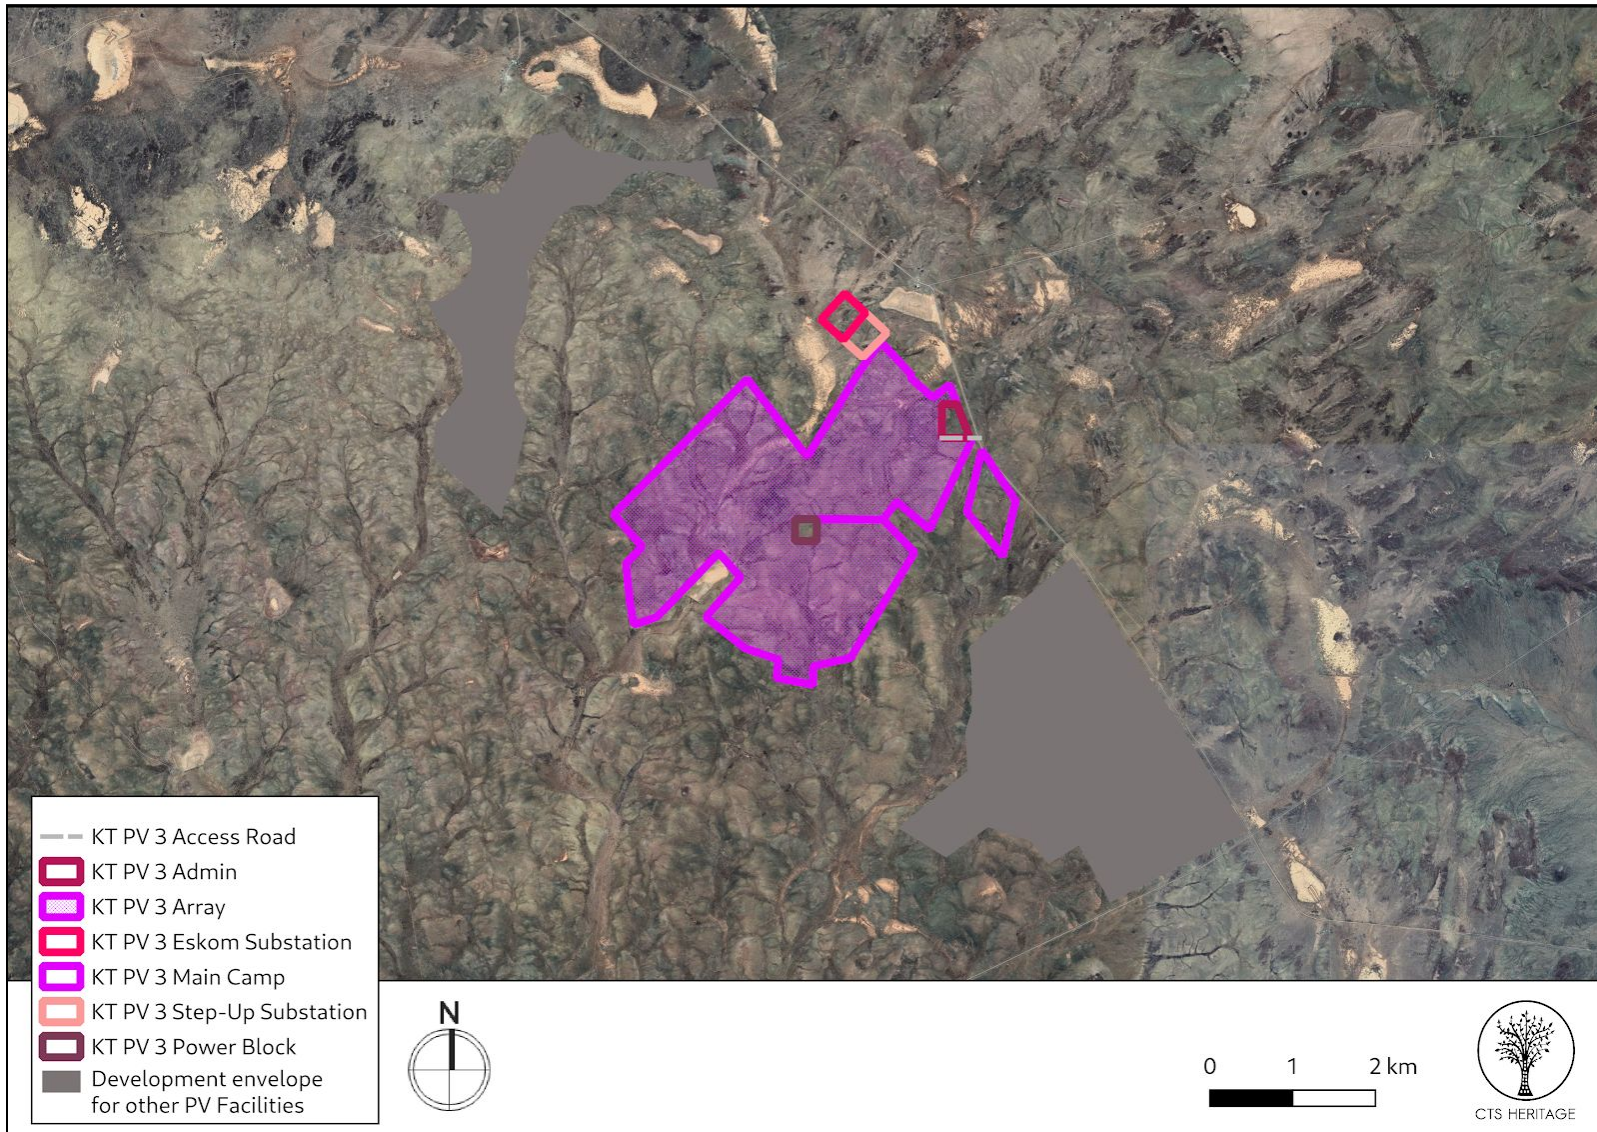 KT PV 3 Access Road
KT PV 3 Admin
KT PV 3 Array
KT PV 3 Eskom Substation
KT PV 3 Main Camp
KT PV 3 Step-Up Substation
KT PV 3 Power Block
Development envelope
for other PV Facilities
N
0 1 2 km
CTS HERITAGE